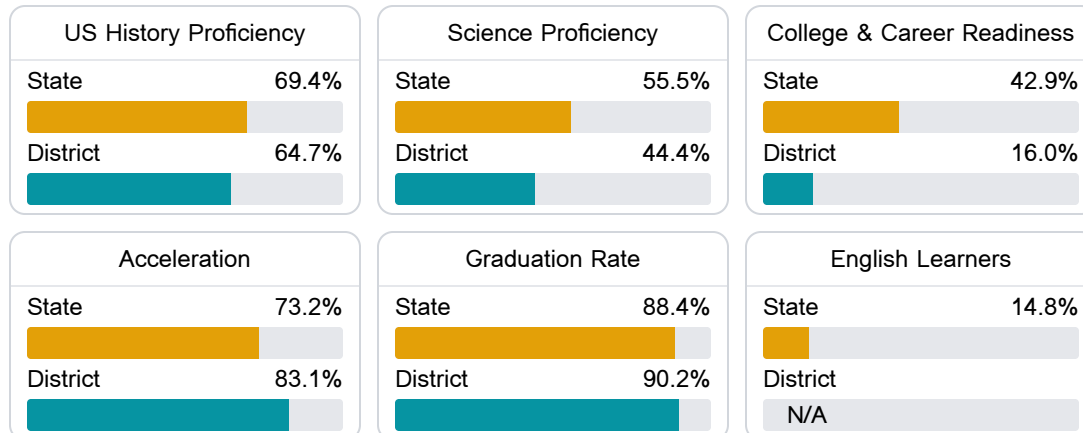 US History Proficiency
State 69.4%
District 64.7%
Science Proficiency
State 55.5%
District 44.4%
College & Career Readiness
State 42.9%
District 16.0%
Acceleration
State 73.2%
District 83.1%
Graduation Rate
State 88.4%
District 90.2%
English Learners
State 14.8%
District
N/A